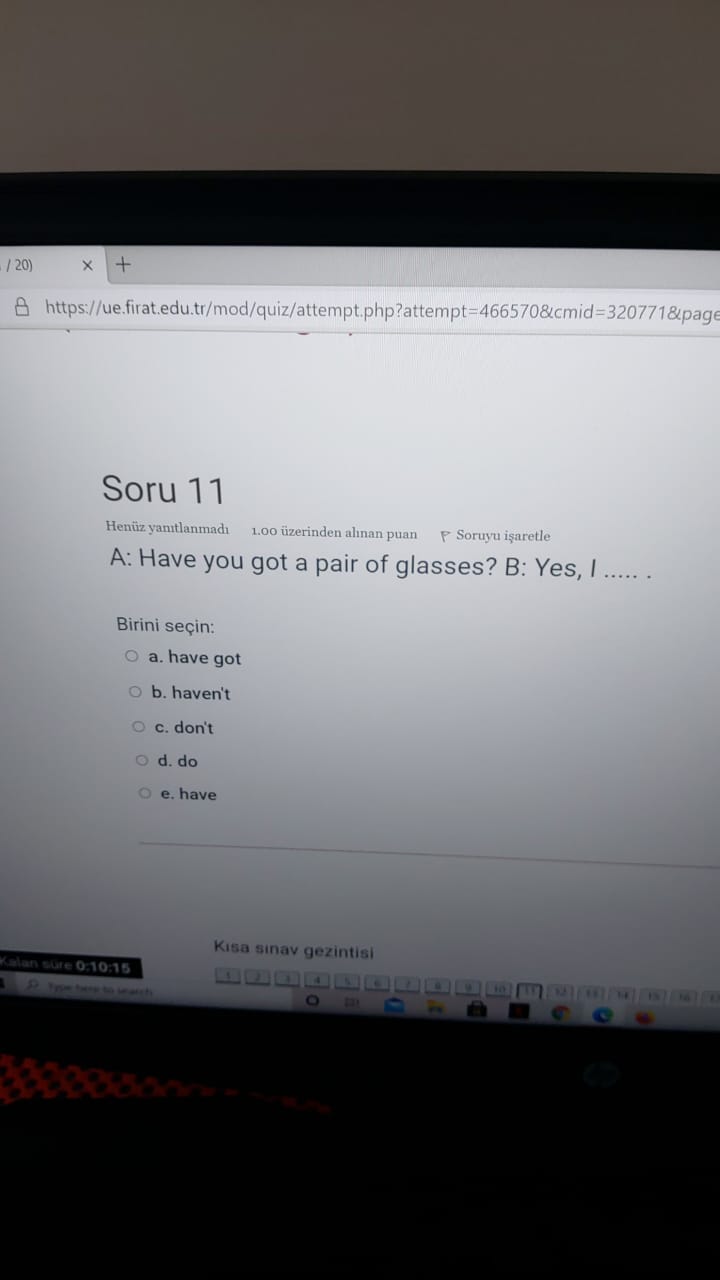 / 20)
https://ue.firat.edu.tr/mod/quiz/attempt.php?attempt=466570&cmid=320771&page
Soru 11
Henüz yanıtlanmadı 1.00 üzerinden alınan puan Soruyu işaretle
A: Have you got a pair of glasses? B: Yes, I ..... .
Birini seçin:
a. have got
b. haven't
c. don't
d. do
e. have
Kısa sınav gezintisi
Kalan süre 0:10:15
1 2 3 4 5 6 7 8 9 10 11 12 13 14 15 16
Type here to search
hp